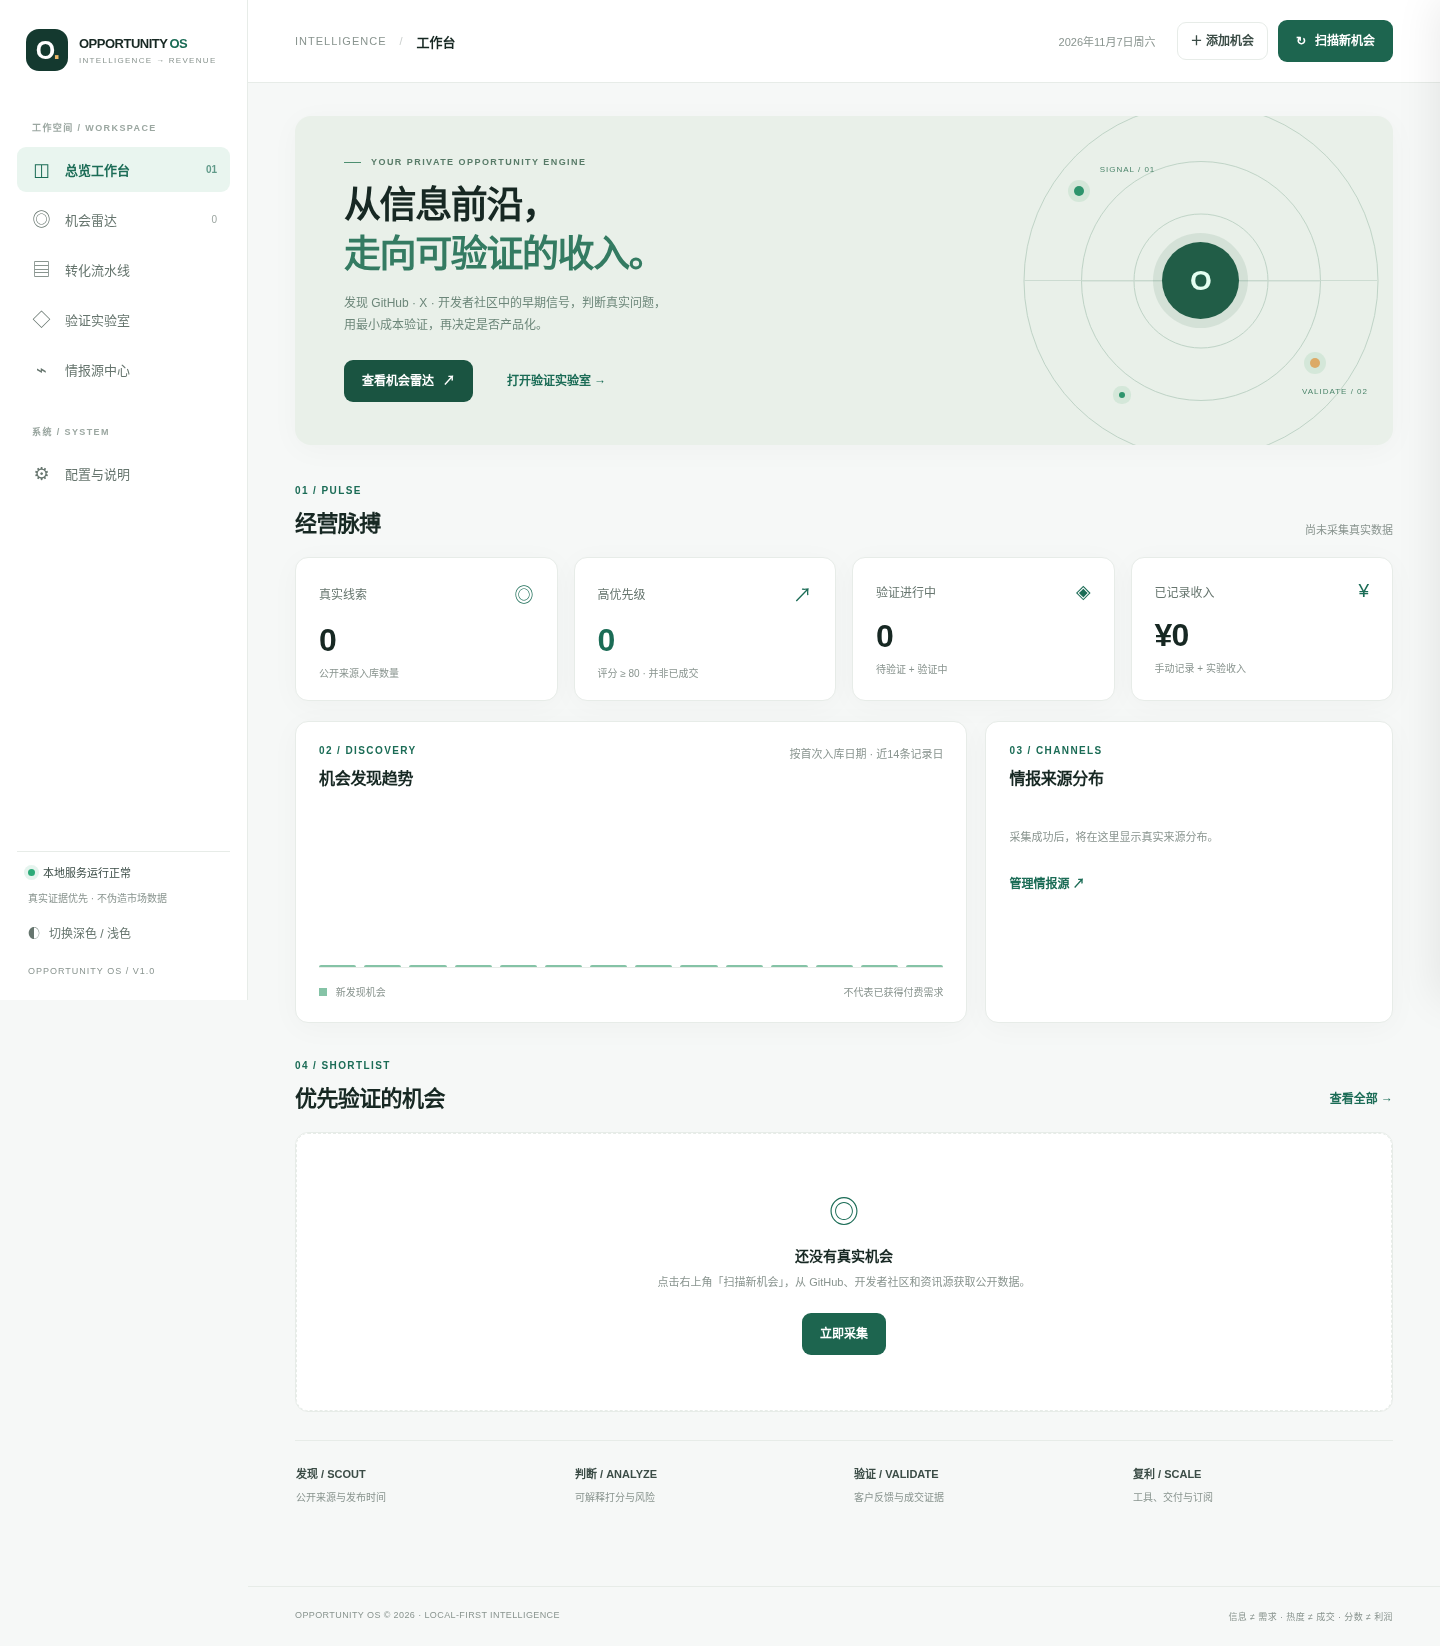 O.
OPPORTUNITY OS
INTELLIGENCE → REVENUE
工作空间 / WORKSPACE
总览工作台 01
机会雷达 0
转化流水线
验证实验室
情报源中心
系统 / SYSTEM
配置与说明
本地服务运行正常
真实证据优先 · 不伪造市场数据
切换深色 / 浅色
OPPORTUNITY OS / V1.0
INTELLIGENCE / 工作台
2026年11月7日周六
＋ 添加机会
↻ 扫描新机会
YOUR PRIVATE OPPORTUNITY ENGINE
从信息前沿，
走向可验证的收入。
发现 GitHub · X · 开发者社区中的早期信号，判断真实问题，
用最小成本验证，再决定是否产品化。
查看机会雷达 ↗
打开验证实验室 →
SIGNAL / 01
O
VALIDATE / 02
01 / PULSE
经营脉搏
尚未采集真实数据
真实线索
0
公开来源入库数量
高优先级 ↗
0
评分 ≥ 80 · 并非已成交
验证进行中 ◈
0
待验证 + 验证中
已记录收入 ¥
¥0
手动记录 + 实验收入
02 / DISCOVERY
机会发现趋势
按首次入库日期 · 近14条记录日
新发现机会
不代表已获得付费需求
03 / CHANNELS
情报来源分布
采集成功后，将在这里显示真实来源分布。
管理情报源 ↗
04 / SHORTLIST
优先验证的机会
查看全部 →
还没有真实机会
点击右上角「扫描新机会」，从 GitHub、开发者社区和资讯源获取公开数据。
立即采集
发现 / SCOUT
公开来源与发布时间
判断 / ANALYZE
可解释打分与风险
验证 / VALIDATE
客户反馈与成交证据
复利 / SCALE
工具、交付与订阅
OPPORTUNITY OS © 2026 · LOCAL-FIRST INTELLIGENCE
信息 ≠ 需求 · 热度 ≠ 成交 · 分数 ≠ 利润